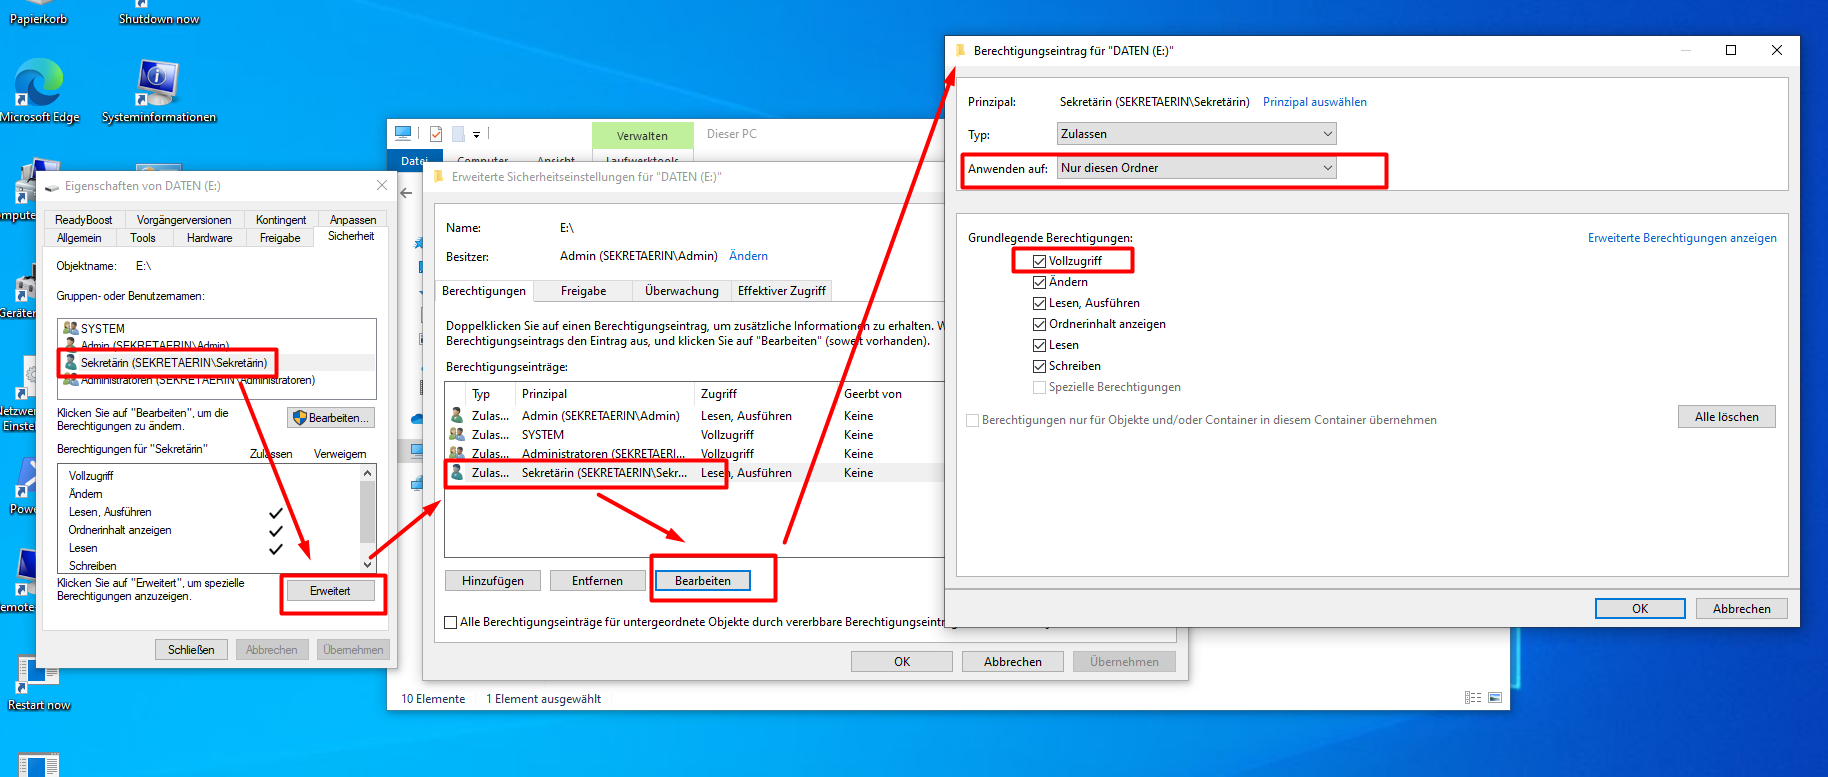 Papierkorb
Shutdown now
Microsoft Edge
Systeminformationen
Restart now
Verwalten
Dieser PC
Datei
Computer
Ansicht
Laufwerktools
10 Elemente
1 Element ausgewählt
Eigenschaften von DATEN (E:)
ReadyBoost
Vorgängerversionen
Kontingent
Anpassen
Allgemein
Tools
Hardware
Freigabe
Sicherheit
Objektname: E:\
Gruppen- oder Benutzernamen:
SYSTEM
Admin (SEKRETAERIN\Admin)
Sekretärin (SEKRETAERIN\Sekretärin)
Administratoren (SEKRETAERIN\Administratoren)
Klicken Sie auf "Bearbeiten", um die
Berechtigungen zu ändern.
Bearbeiten...
Berechtigungen für "Sekretärin"
Zulassen
Verweigern
Vollzugriff
Ändern
Lesen, Ausführen
Ordnerinhalt anzeigen
Lesen
Schreiben
Klicken Sie auf "Erweitert", um spezielle
Berechtigungen anzuzeigen.
Erweitert
Schließen
Abbrechen
Übernehmen
Erweiterte Sicherheitseinstellungen für "DATEN (E:)"
Name: E:\
Besitzer: Admin (SEKRETAERIN\Admin) Ändern
Berechtigungen
Freigabe
Überwachung
Effektiver Zugriff
Doppelklicken Sie auf einen Berechtigungseintrag, um zusätzliche Informationen zu erhalten. W
Berechtigungseintrags den Eintrag aus, und klicken Sie auf "Bearbeiten" (soweit vorhanden).
Berechtigungseinträge:
Typ Prinzipal Zugriff Geerbt von
Zulas... Admin (SEKRETAERIN\Admin) Lesen, Ausführen Keine
Zulas... SYSTEM Vollzugriff Keine
Zulas... Administratoren (SEKRETAERI... Vollzugriff Keine
Zulas... Sekretärin (SEKRETAERIN\Sekr... Lesen, Ausführen Keine
Hinzufügen
Entfernen
Bearbeiten
Alle Berechtigungseinträge für untergeordnete Objekte durch vererbbare Berechtigungseintr
OK
Abbrechen
Übernehmen
Berechtigungseintrag für "DATEN (E:)"
Prinzipal: Sekretärin (SEKRETAERIN\Sekretärin) Prinzipal auswählen
Typ: Zulassen
Anwenden auf: Nur diesen Ordner
Grundlegende Berechtigungen:
Erweiterte Berechtigungen anzeigen
Vollzugriff
Ändern
Lesen, Ausführen
Ordnerinhalt anzeigen
Lesen
Schreiben
Spezielle Berechtigungen
Berechtigungen nur für Objekte und/oder Container in diesem Container übernehmen
Alle löschen
OK
Abbrechen